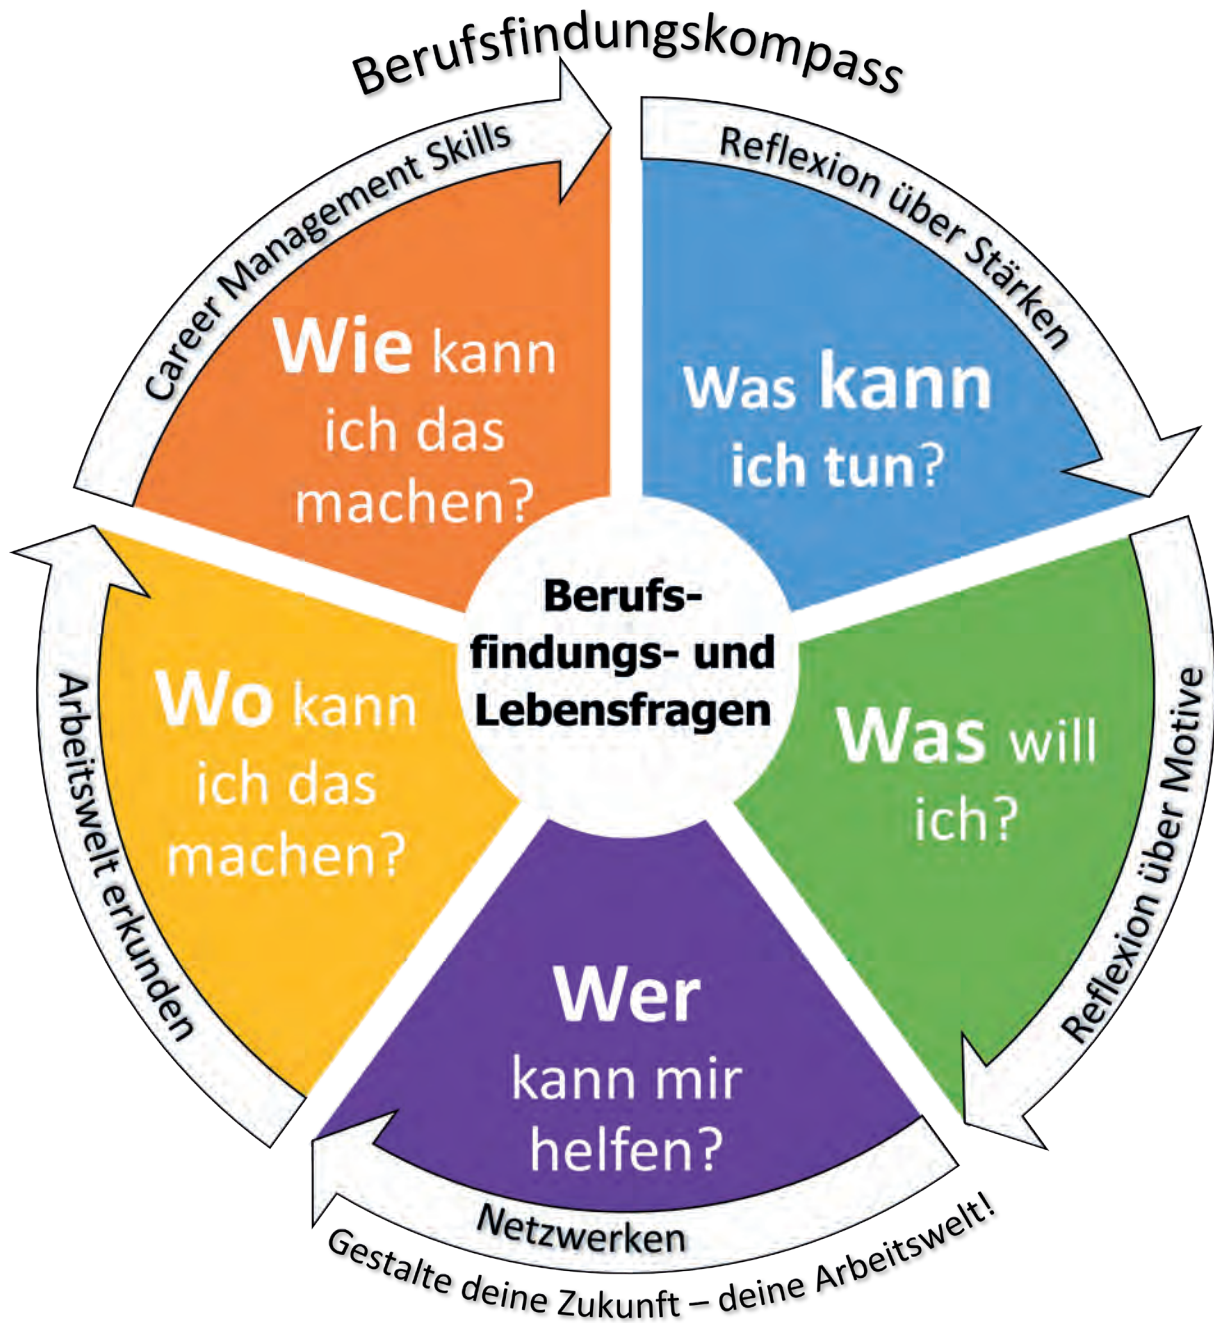 Berufsfindungskompass
Reflexion über Stärken
Was kann
ich tun?
Reflexion über Motive
Was will
ich?
Netzwerken
Wer
kann mir
helfen?
Arbeitswelt erkunden
Wo kann
ich das
machen?
Career Management Skills
Wie kann
ich das
machen?
Berufs-
findungs- und
Lebensfragen
Gestalte deine Zukunft – deine Arbeitswelt!